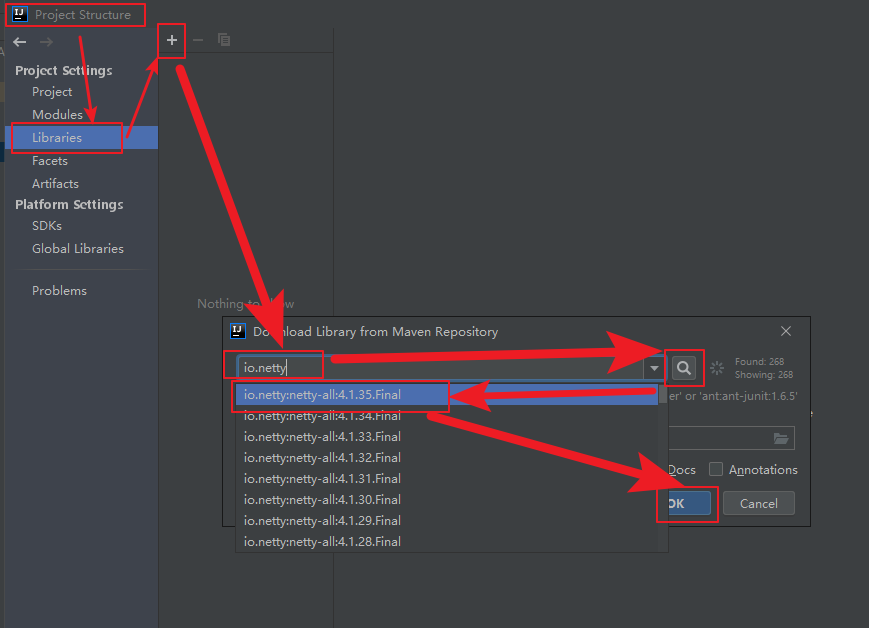 Project Structure
Project Settings
Project
Modules
Libraries
Facets
Artifacts
Platform Settings
SDKs
Global Libraries
Problems
Nothing to show
Download Library from Maven Repository
io.netty
Found: 268
Showing: 268
io.netty:netty-all:4.1.35.Final
er' or 'ant:ant-junit:1.6.5'
io.netty:netty-all:4.1.34.Final
io.netty:netty-all:4.1.33.Final
io.netty:netty-all:4.1.32.Final
io.netty:netty-all:4.1.31.Final
Docs
Annotations
io.netty:netty-all:4.1.30.Final
OK
Cancel
io.netty:netty-all:4.1.29.Final
io.netty:netty-all:4.1.28.Final